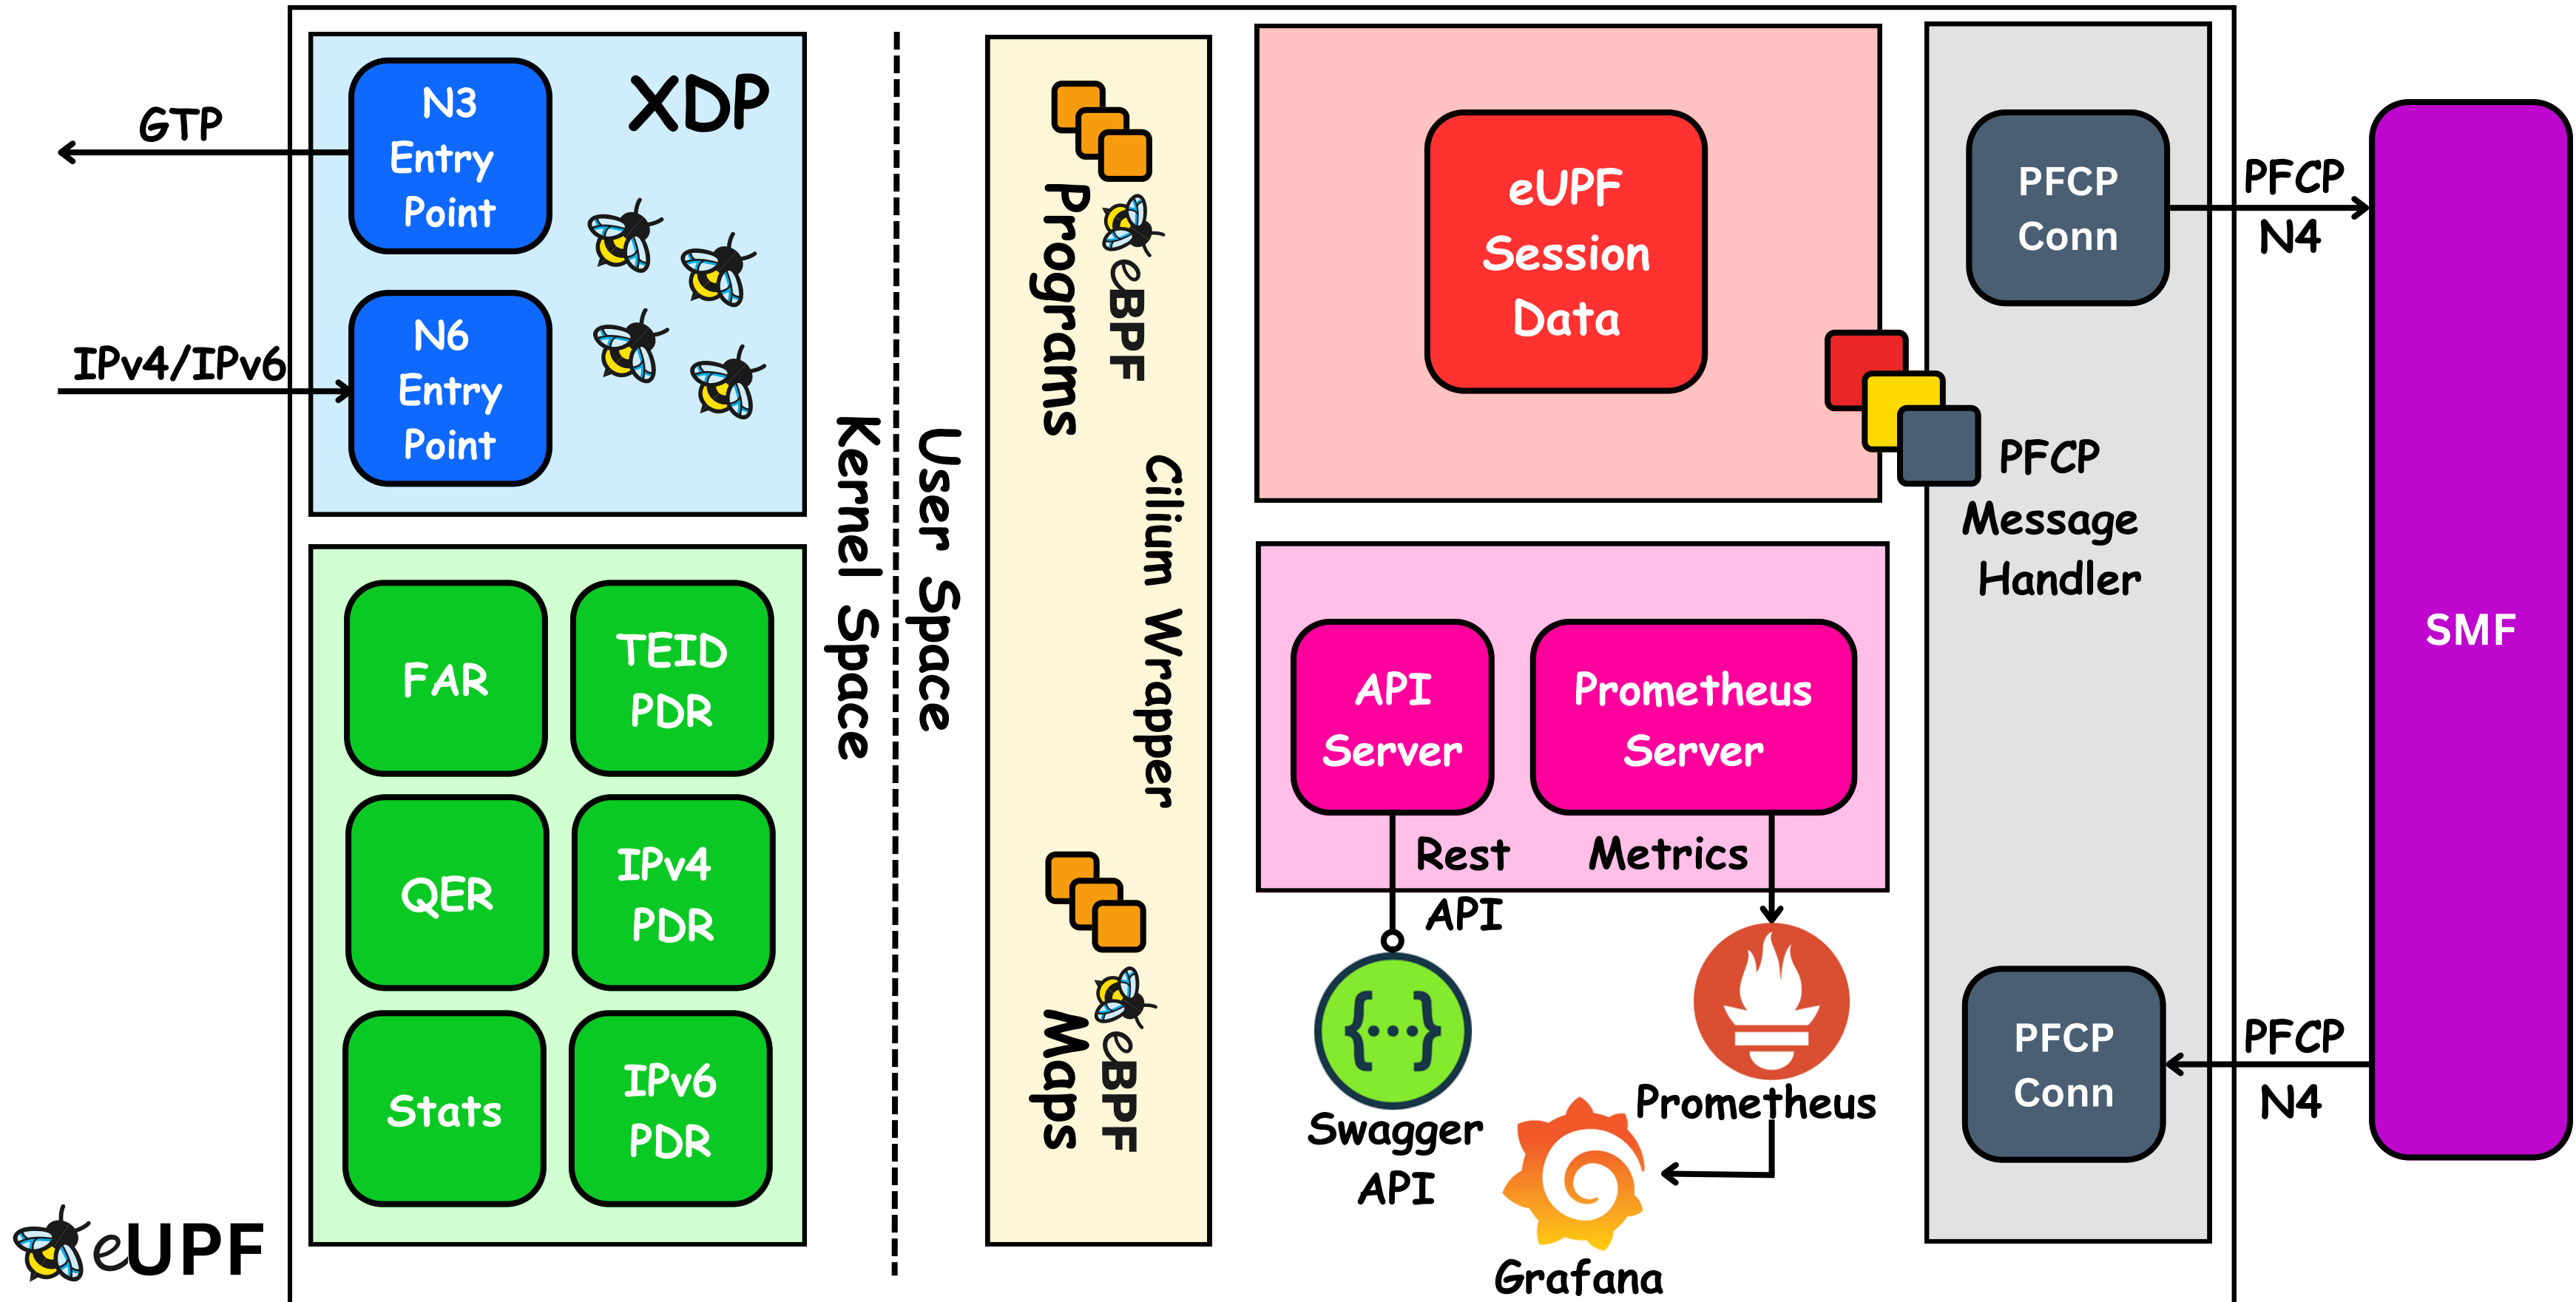 GTP
N3
Entry
Point
XDP
IPv4/IPv6
N6
Entry
Point
FAR
TEID
PDR
QER
IPv4
PDR
Stats
IPv6
PDR
Kernel Space
User Space
eBPF
Programs
Cilium Wrapper
eBPF
Maps
eUPF
Session
Data
API
Server
Prometheus
Server
Rest
API
Metrics
Swagger
API
Prometheus
Grafana
PFCP
Conn
PFCP
Message
Handler
PFCP
Conn
PFCP
N4
SMF
PFCP
N4
eUPF